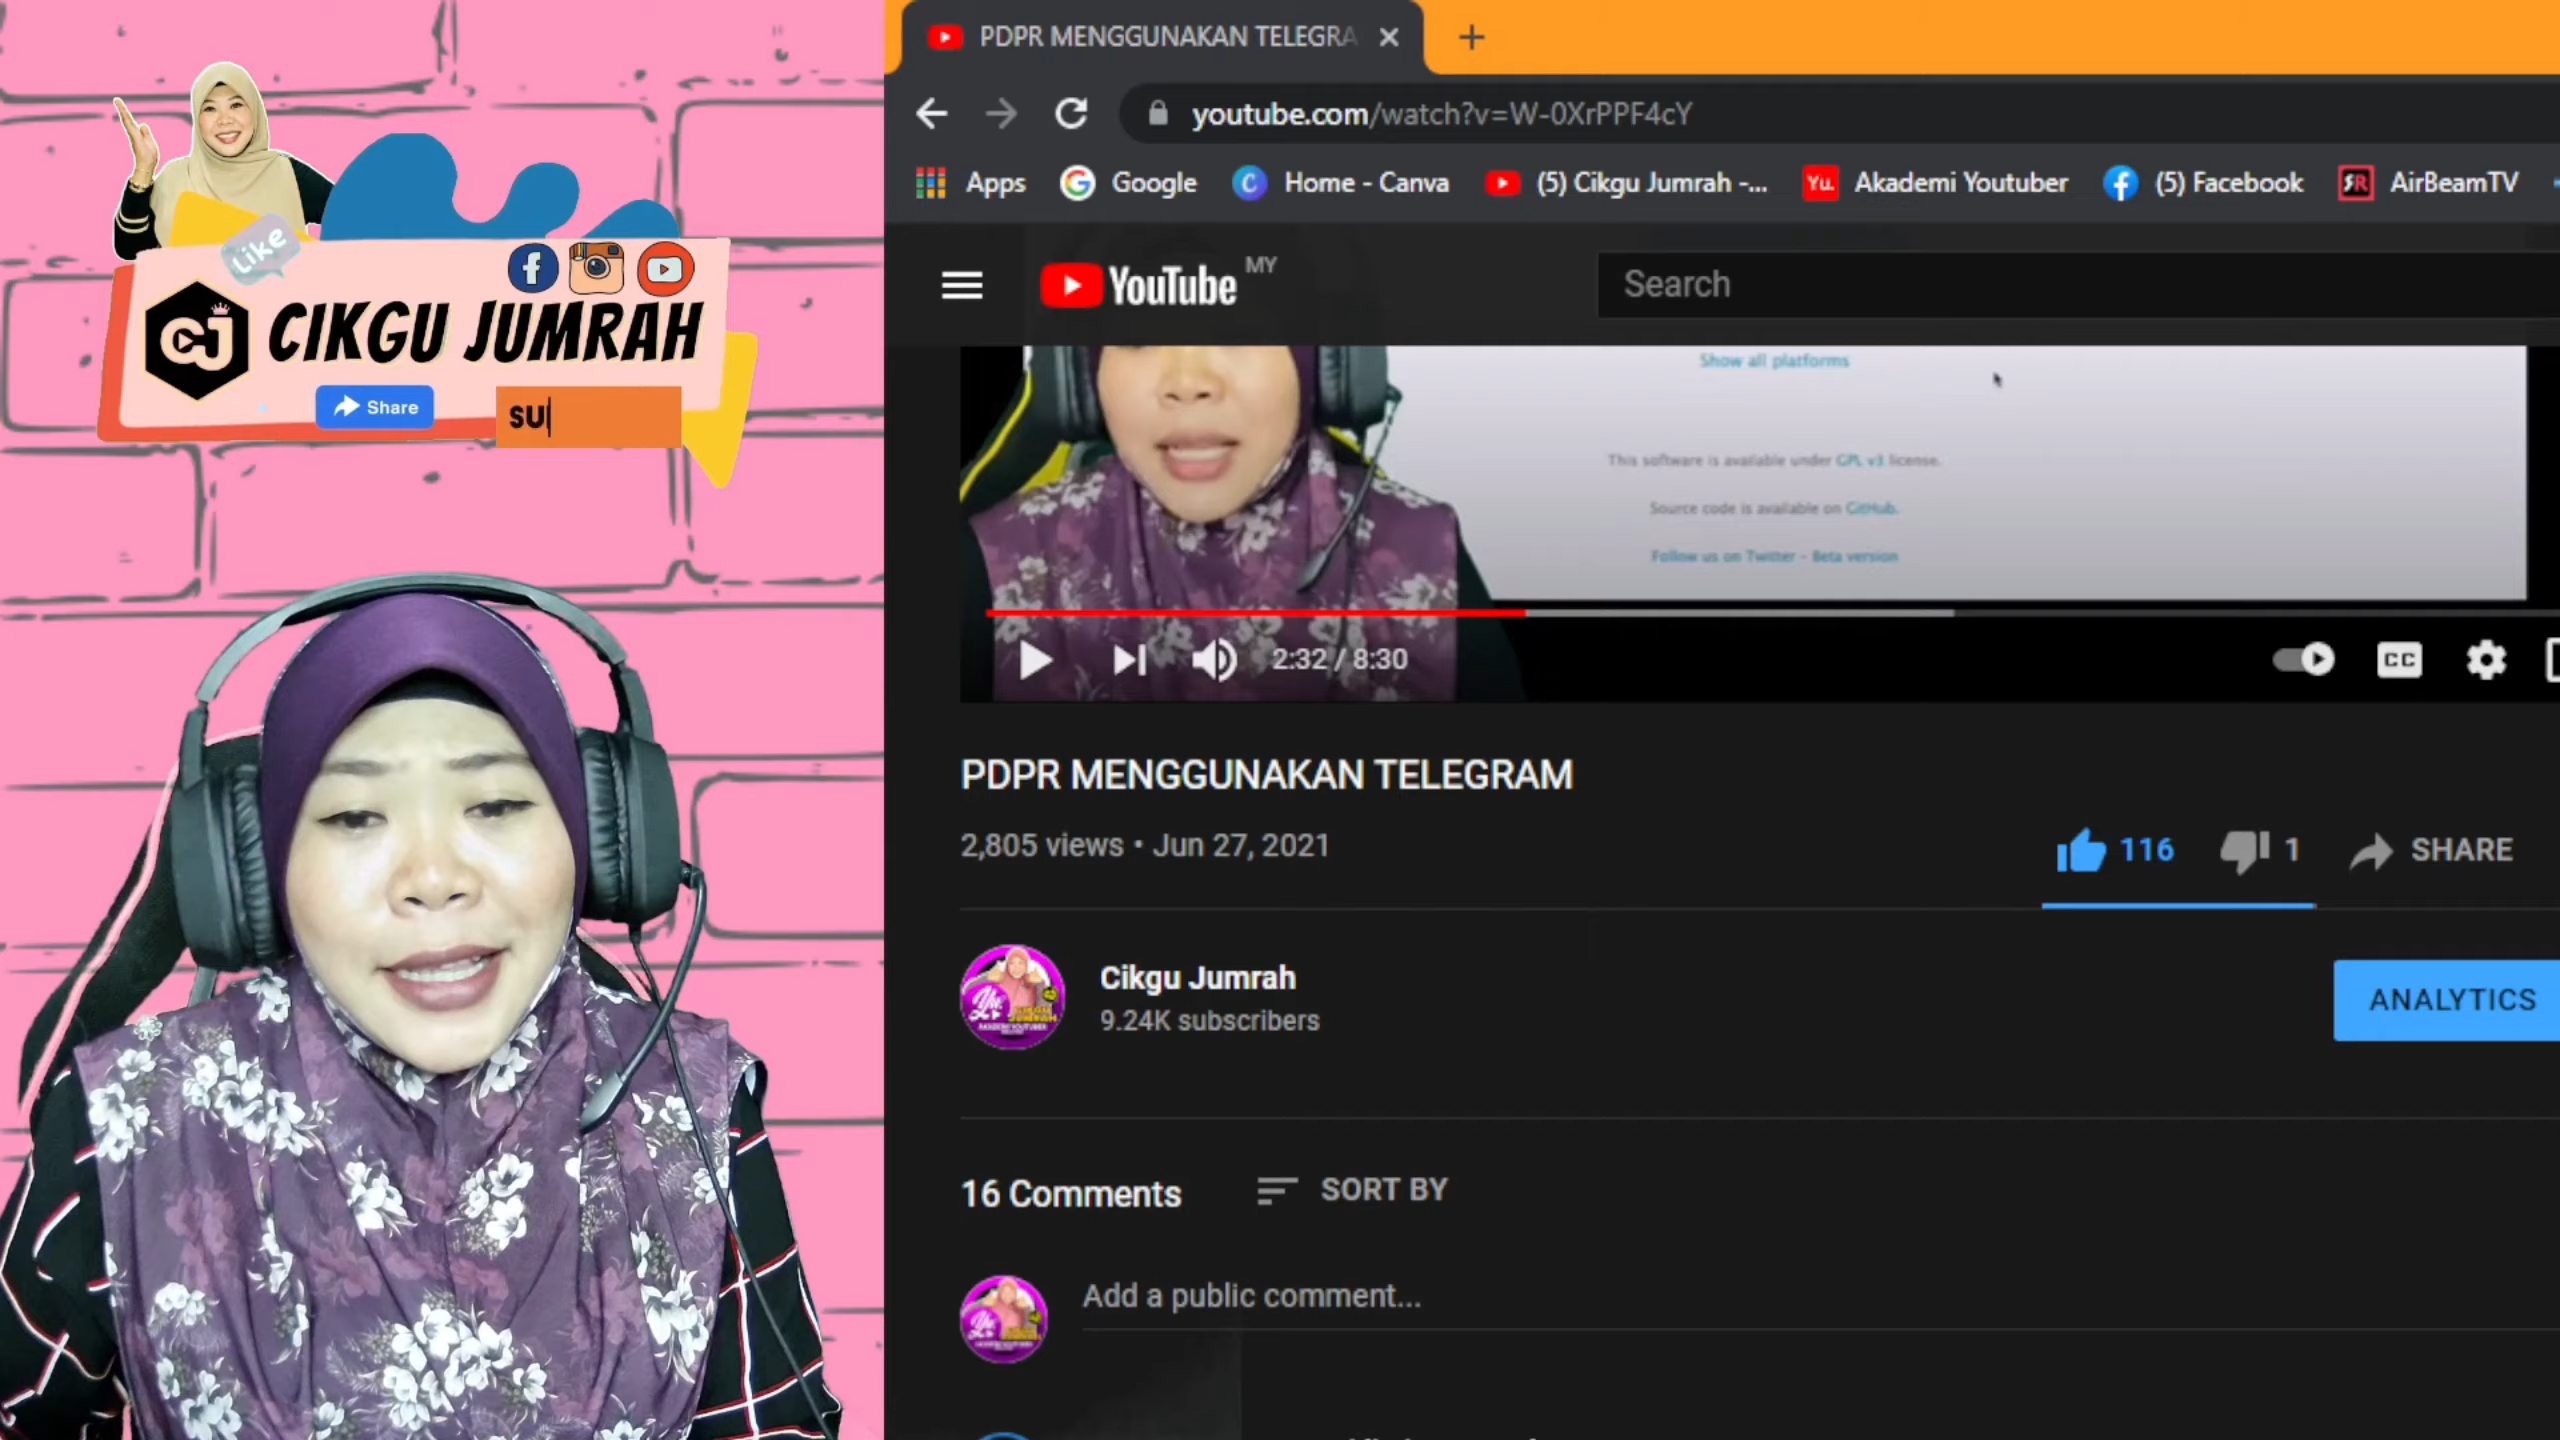 Like
CIKGU JUMRAH
CJ
Share
SU
PDPR MENGGUNAKAN TELEGRA
youtube.com/watch?v=W-0XrPPF4cY
Apps Google Home - Canva (5) Cikgu Jumrah -... Yu. Akademi Youtuber (5) Facebook SR AirBeamTV
YouTube MY
Search
Show all platforms
This software is available under GPL v3 license.
Source code is available on GitHub.
Follow us on Twitter - Beta version
2:32 / 8:30
CC
PDPR MENGGUNAKAN TELEGRAM
2,805 views • Jun 27, 2021
116 1 SHARE
Cikgu Jumrah
9.24K subscribers
ANALYTICS
16 Comments SORT BY
Add a public comment...